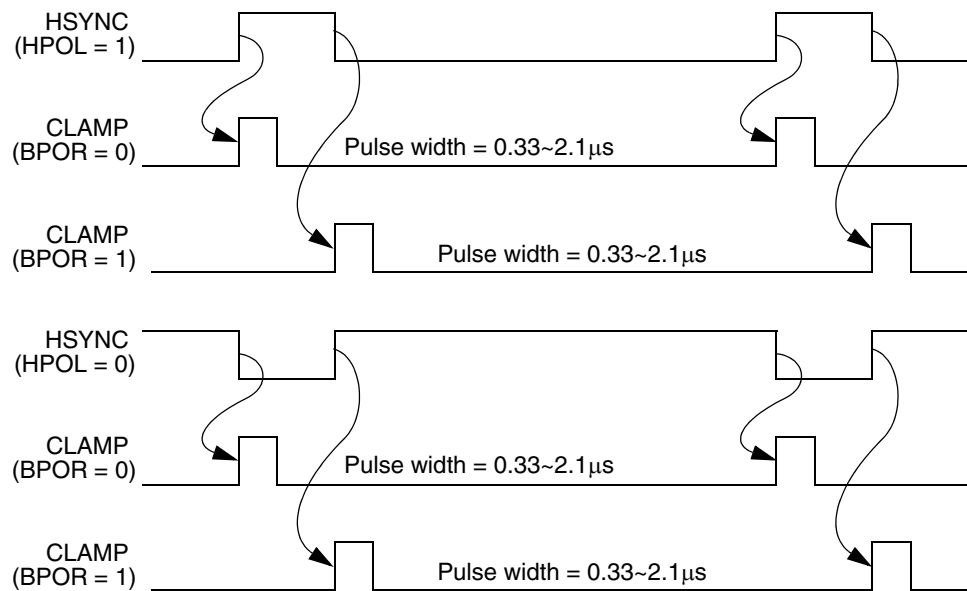 HSYNC
(HPOL = 1)
CLAMP
(BPOR = 0)
Pulse width = 0.33~2.1μs
CLAMP
(BPOR = 1)
Pulse width = 0.33~2.1μs
HSYNC
(HPOL = 0)
CLAMP
(BPOR = 0)
Pulse width = 0.33~2.1μs
CLAMP
(BPOR = 1)
Pulse width = 0.33~2.1μs